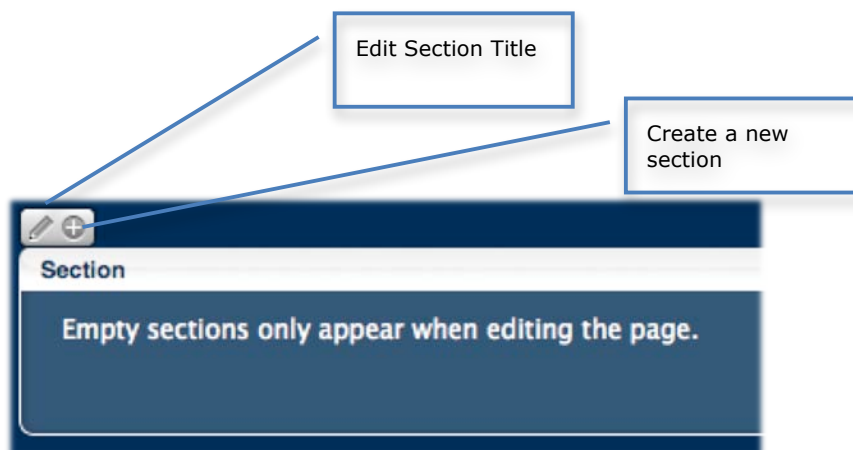 Edit Section Title
Create a new
section
Section
Empty sections only appear when editing the page.